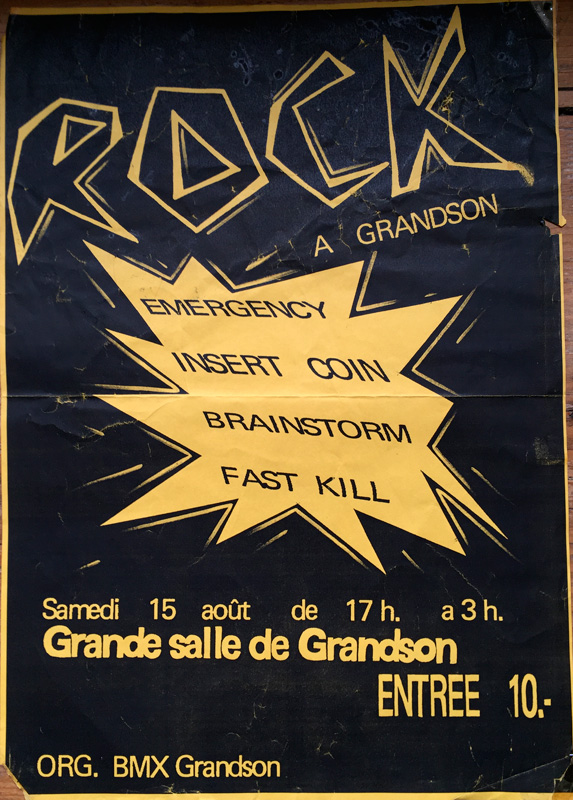 ROCK
A GRANDSON
EMERGENCY
INSERT COIN
BRAINSTORM
FAST KILL
Samedi 15 août de 17 h. a 3 h.
Grande salle de Grandson
ENTREE 10.-
ORG. BMX Grandson